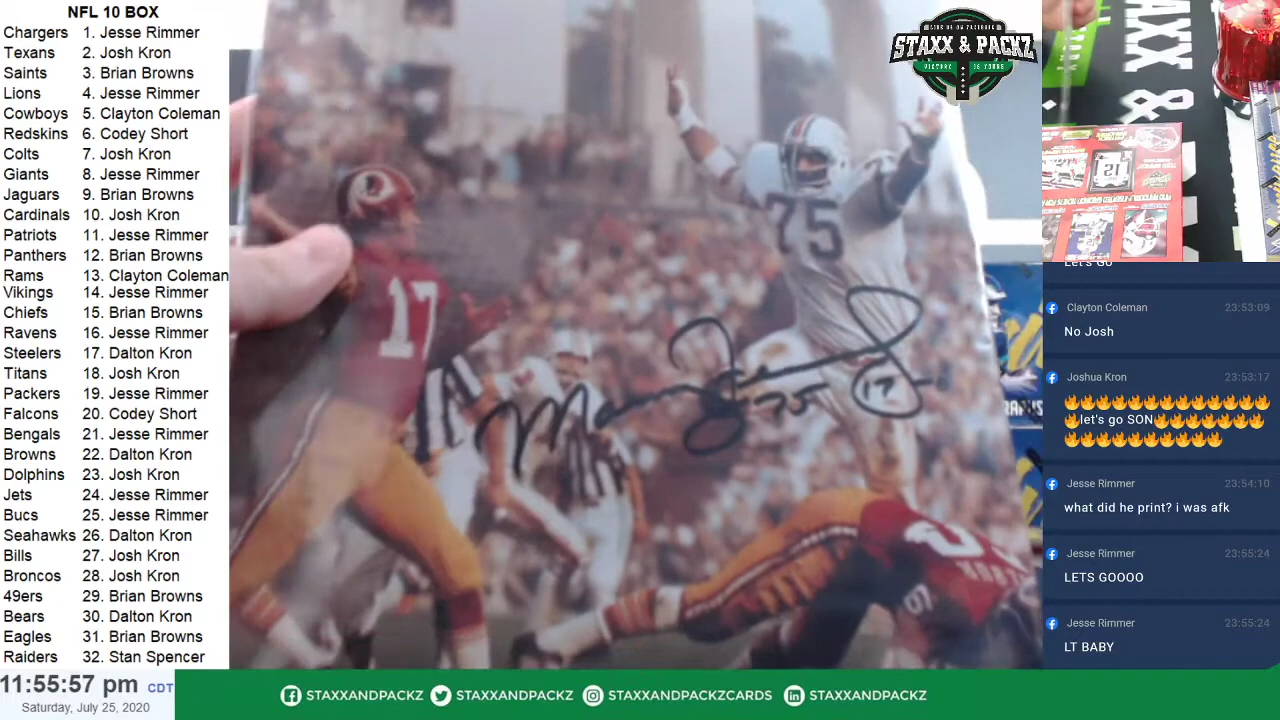 NFL 10 BOX
Chargers 1. Jesse Rimmer
Texans 2. Josh Kron
Saints 3. Brian Browns
Lions 4. Jesse Rimmer
Cowboys 5. Clayton Coleman
Redskins 6. Codey Short
Colts 7. Josh Kron
Giants 8. Jesse Rimmer
Jaguars 9. Brian Browns
Cardinals 10. Josh Kron
Patriots 11. Jesse Rimmer
Panthers 12. Brian Browns
Rams 13. Clayton Coleman
Vikings 14. Jesse Rimmer
Chiefs 15. Brian Browns
Ravens 16. Jesse Rimmer
Steelers 17. Dalton Kron
Titans 18. Josh Kron
Packers 19. Jesse Rimmer
Falcons 20. Codey Short
Bengals 21. Jesse Rimmer
Browns 22. Dalton Kron
Dolphins 23. Josh Kron
Jets 24. Jesse Rimmer
Bucs 25. Jesse Rimmer
Seahawks 26. Dalton Kron
Bills 27. Josh Kron
Broncos 28. Josh Kron
49ers 29. Brian Browns
Bears 30. Dalton Kron
Eagles 31. Brian Browns
Raiders 32. Stan Spencer
11:55:57 pm CDT
Saturday, July 25, 2020
STAXX & PACKZ
VICTORY IS YOURS
17
75
75
17
STAXX &
21
Let's GO
Clayton Coleman 23:53:09
No Josh
Joshua Kron 23:53:17
🔥🔥🔥🔥🔥🔥🔥🔥🔥🔥🔥🔥🔥
🔥let's go SON🔥🔥🔥🔥🔥🔥🔥
🔥🔥🔥🔥🔥🔥🔥🔥🔥🔥
Jesse Rimmer 23:54:10
what did he print? i was afk
Jesse Rimmer 23:55:24
LETS GOOOO
Jesse Rimmer 23:55:24
LT BABY
STAXXANDPACKZ STAXXANDPACKZ STAXXANDPACKZCARDS STAXXANDPACKZ